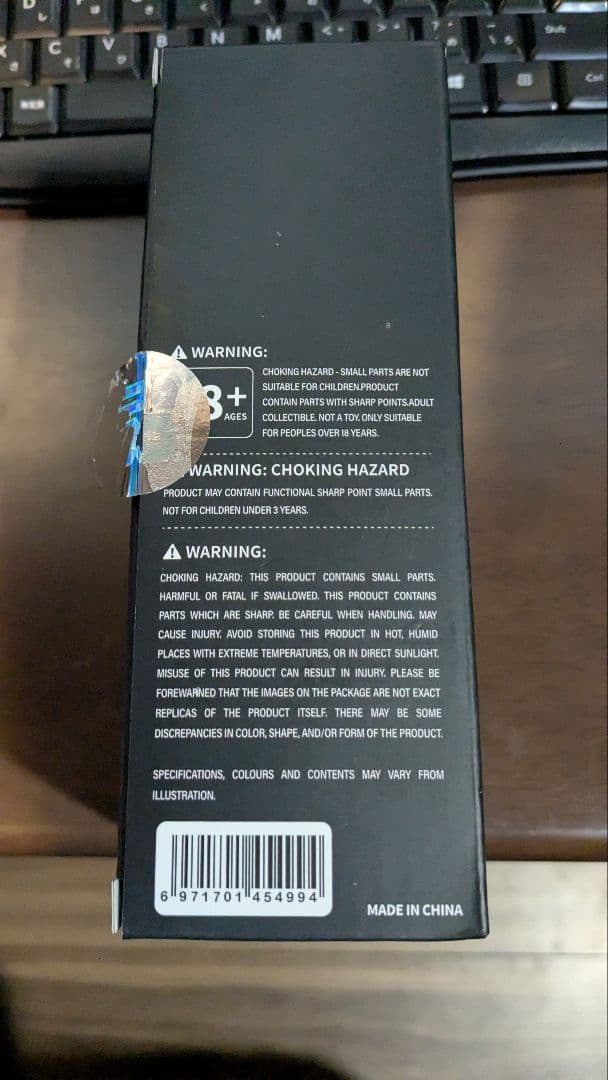 D
C
V
B
N
M
Shift
Ctrl
WARNING:
8+
AGES
CHOKING HAZARD - SMALL PARTS ARE NOT
SUITABLE FOR CHILDREN.PRODUCT
CONTAIN PARTS WITH SHARP POINTS.ADULT
COLLECTIBLE. NOT A TOY. ONLY SUITABLE
FOR PEOPLES OVER 18 YEARS.
WARNING: CHOKING HAZARD
PRODUCT MAY CONTAIN FUNCTIONAL SHARP POINT SMALL PARTS.
NOT FOR CHILDREN UNDER 3 YEARS.
WARNING:
CHOKING HAZARD: THIS PRODUCT CONTAINS SMALL PARTS.
HARMFUL OR FATAL IF SWALLOWED. THIS PRODUCT CONTAINS
PARTS WHICH ARE SHARP. BE CAREFUL WHEN HANDLING. MAY
CAUSE INJURY. AVOID STORING THIS PRODUCT IN HOT, HUMID
PLACES WITH EXTREME TEMPERATURES, OR IN DIRECT SUNLIGHT.
MISUSE OF THIS PRODUCT CAN RESULT IN INJURY. PLEASE BE
FOREWARNED THAT THE IMAGES ON THE PACKAGE ARE NOT EXACT
REPLICAS OF THE PRODUCT ITSELF. THERE MAY BE SOME
DISCREPANCIES IN COLOR, SHAPE, AND/OR FORM OF THE PRODUCT.
SPECIFICATIONS, COLOURS AND CONTENTS MAY VARY FROM
ILLUSTRATION.
6 971701 454994
MADE IN CHINA